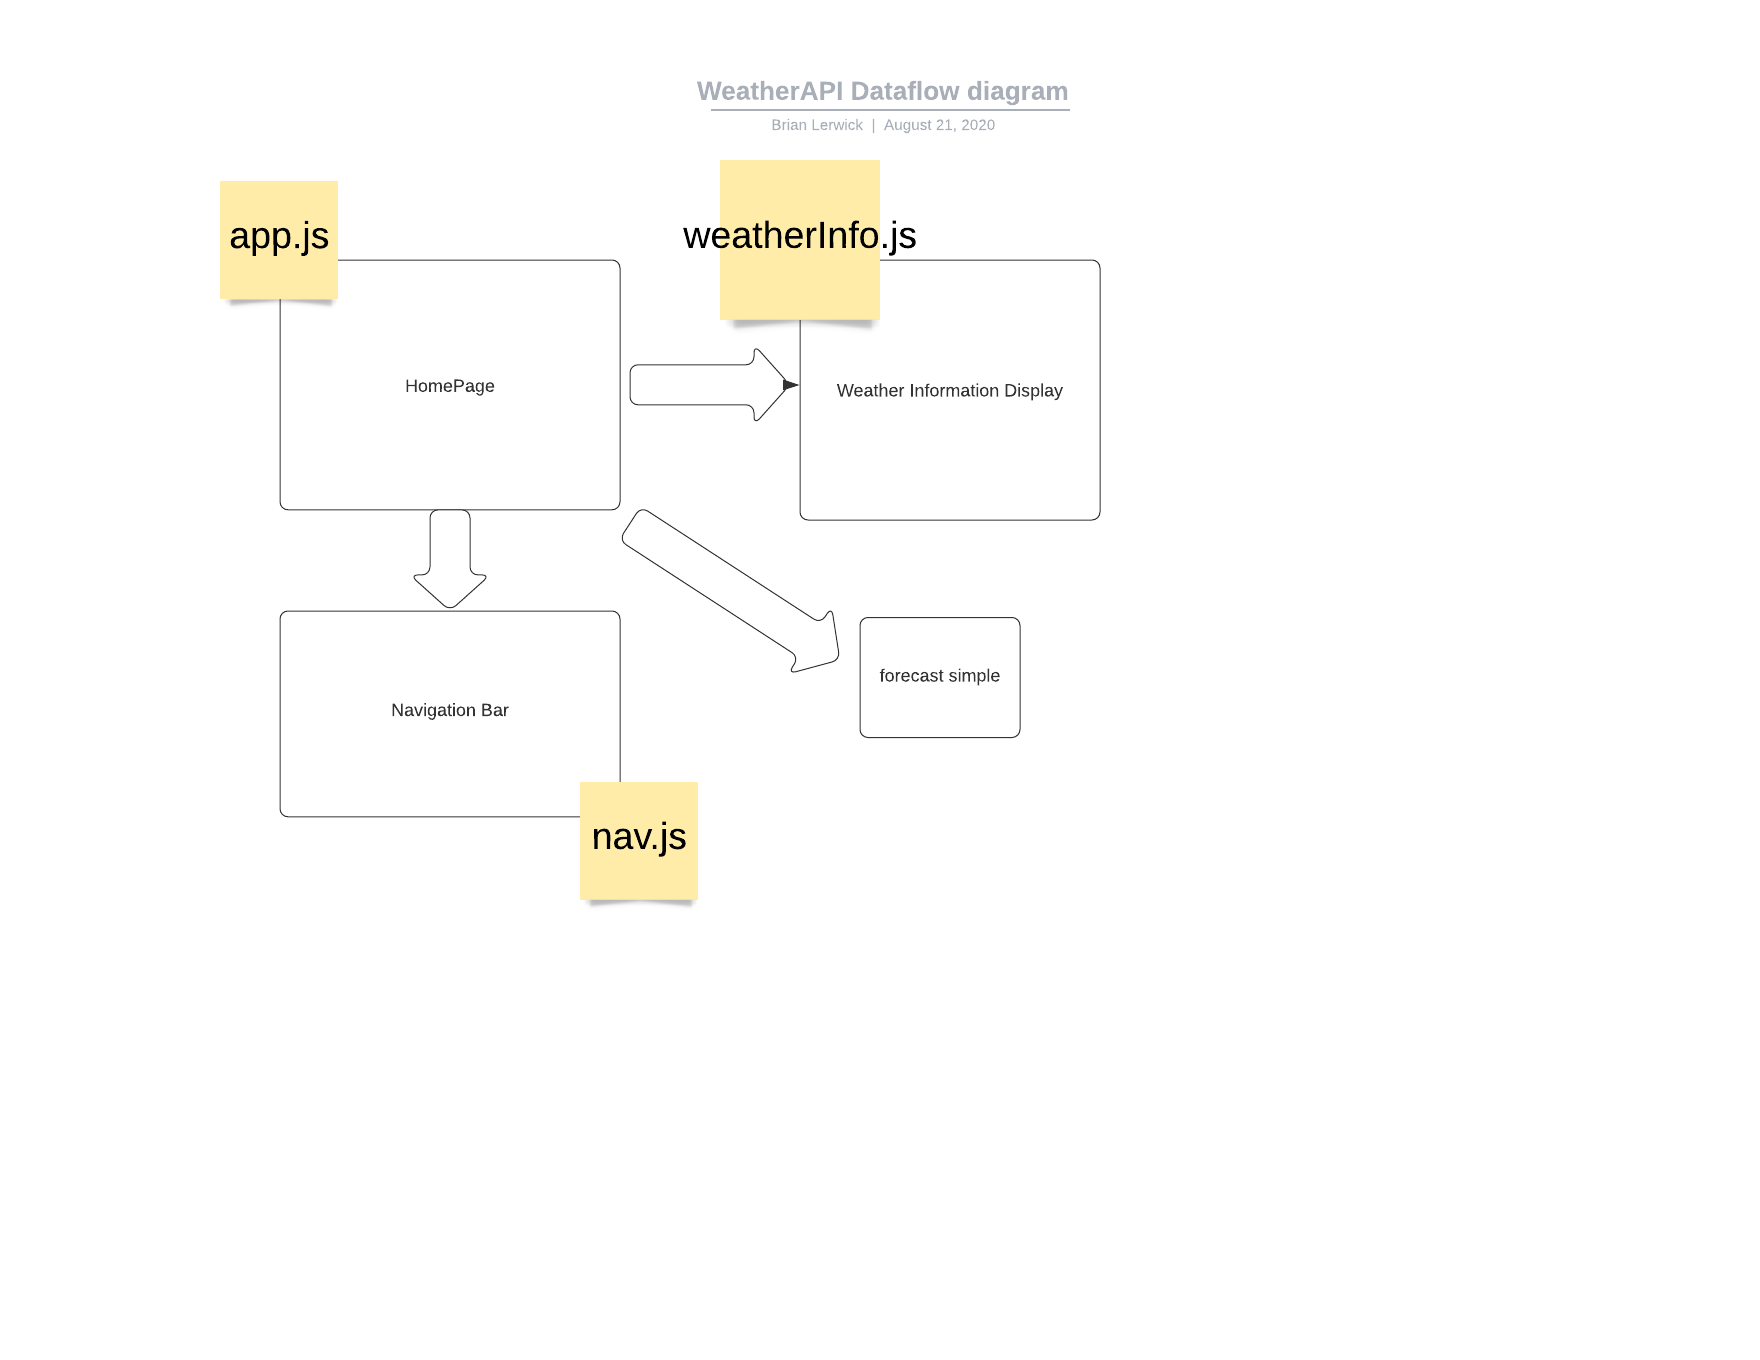 WeatherAPI Dataflow diagram
Brian Lerwick | August 21, 2020
app.js
weatherInfo.js
HomePage
Weather Information Display
forecast simple
Navigation Bar
nav.js